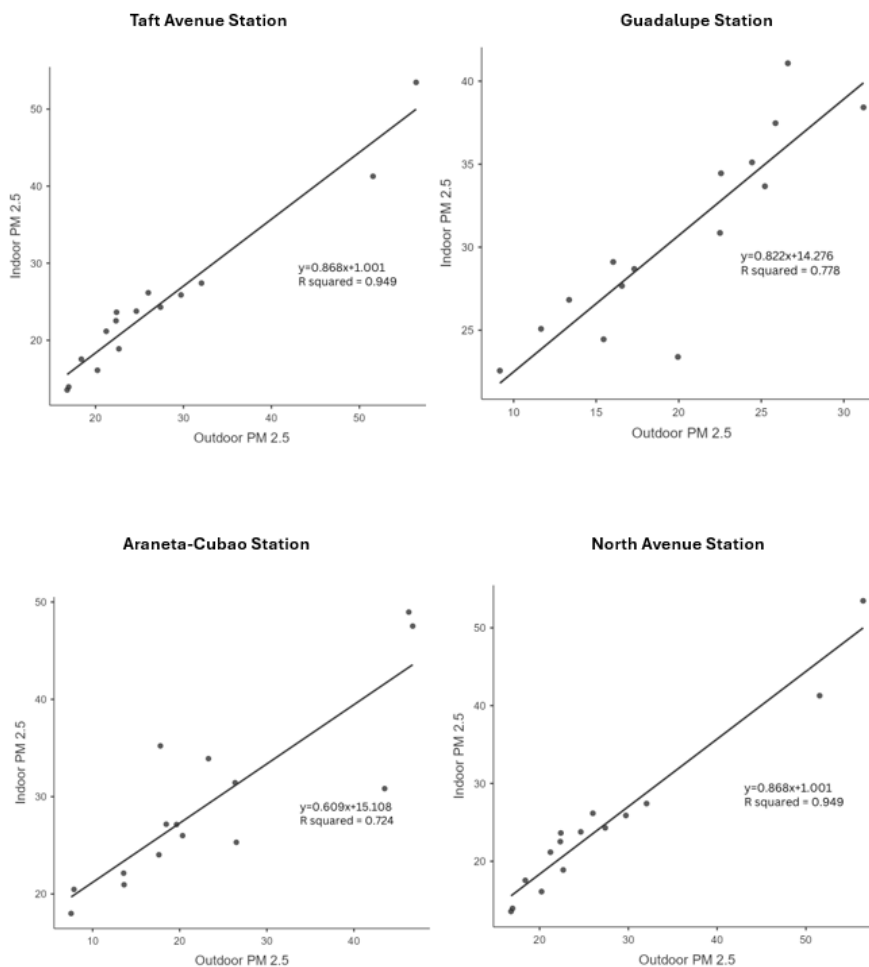 Taft Avenue Station
Guadalupe Station
50
40
30
20
Indoor PM 2.5
y=0.868x+1.001
R squared = 0.949
20
30
40
50
Outdoor PM 2.5
40
35
30
25
Indoor PM 2.5
y=0.822x+14.276
R squared = 0.778
10
15
20
25
30
Outdoor PM 2.5
Araneta-Cubao Station
North Avenue Station
50
40
30
20
Indoor PM 2.5
y=0.609x+15.108
R squared = 0.724
10
20
30
40
Outdoor PM 2.5
50
40
30
20
Indoor PM 2.5
y=0.868x+1.001
R squared = 0.949
20
30
40
50
Outdoor PM 2.5